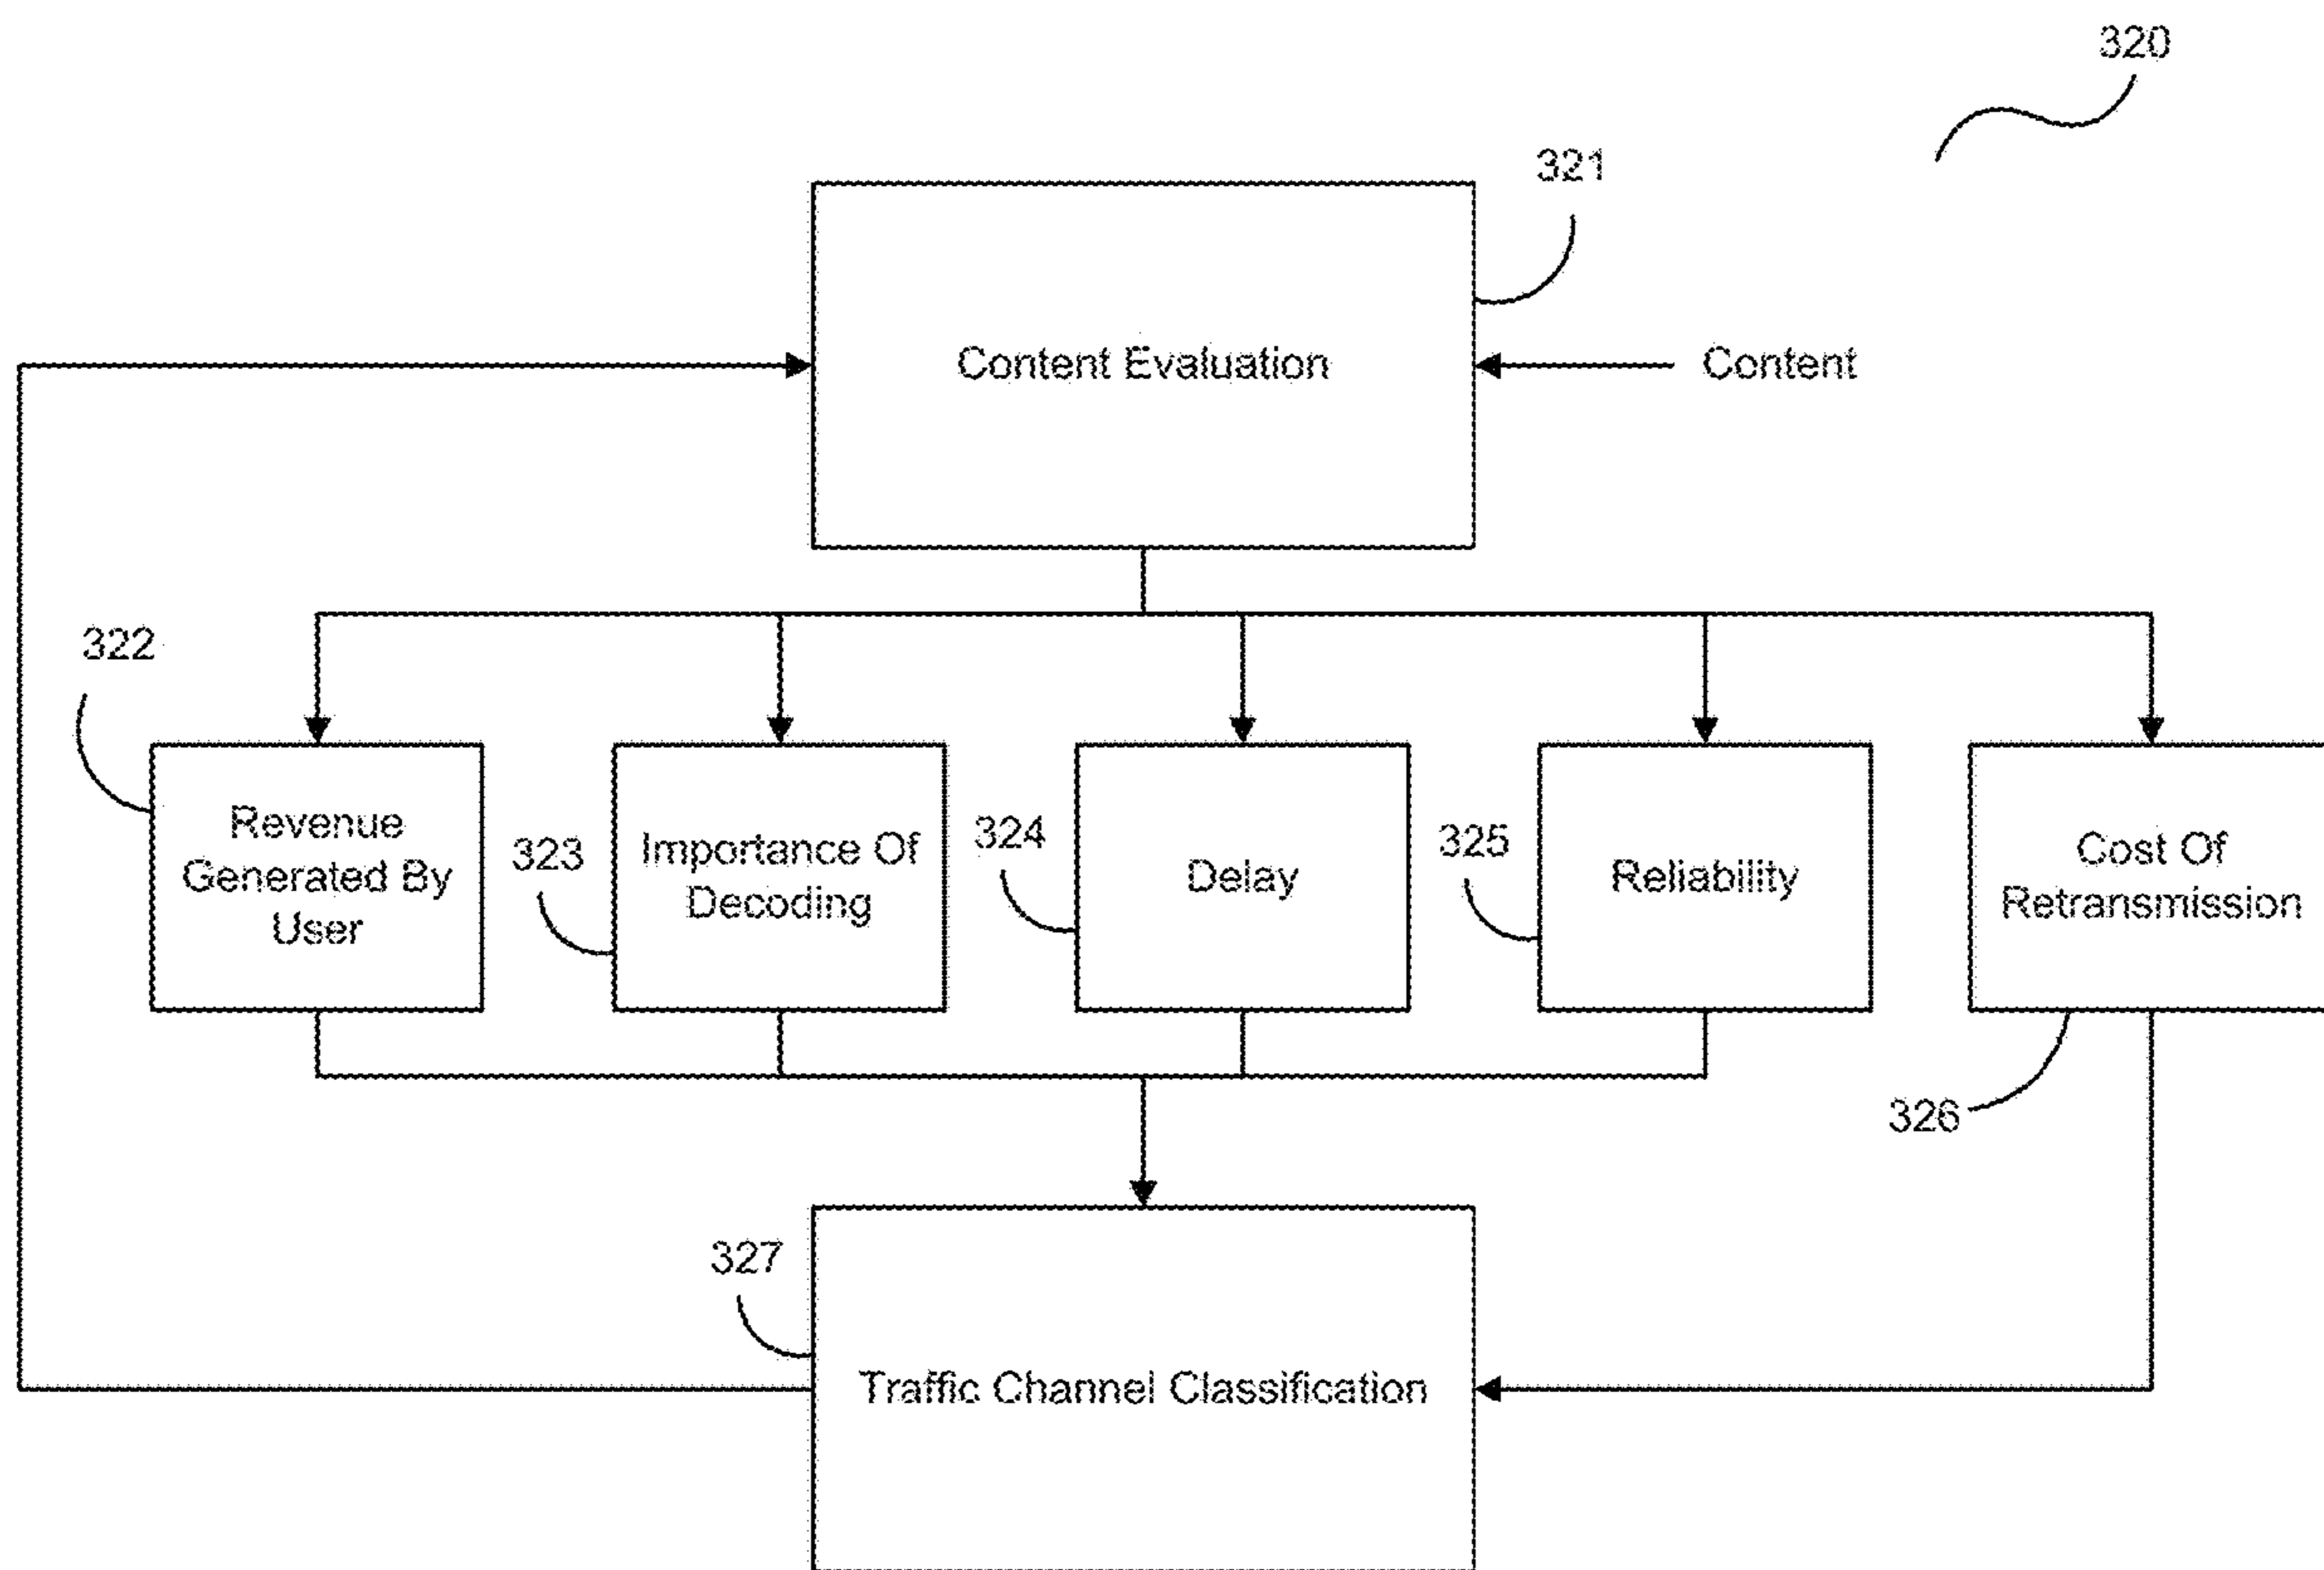 320
321
Content Evaluation
Content
322
Revenue
Generated By
User
323
Importance Of
Decoding
324
Delay
325
Reliability
Cost Of
Retransmission
326
327
Traffic Channel Classification